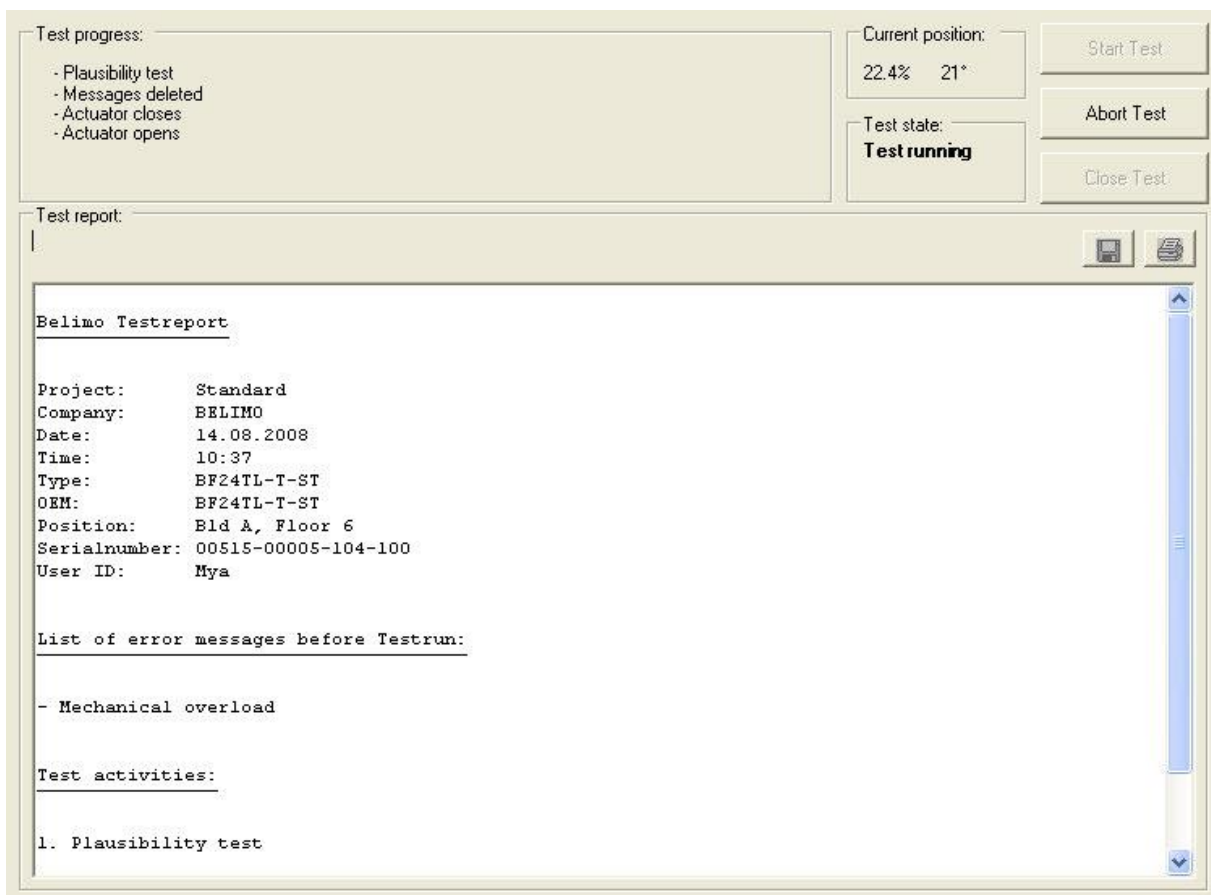 Test progress:
- Plausibility test
- Messages deleted
- Actuator closes
- Actuator opens
Current position:
22.4% 21°
Test state:
Test running
Start Test
Abort Test
Close Test
Test report:
Belimo Testreport
Project: Standard
Company: BELIMO
Date: 14.08.2008
Time: 10:37
Type: BF24TL-T-ST
OEM: BF24TL-T-ST
Position: Bld A, Floor 6
Serialnumber: 00515-00005-104-100
User ID: Mya
List of error messages before Testrun:
- Mechanical overload
Test activities:
1. Plausibility test